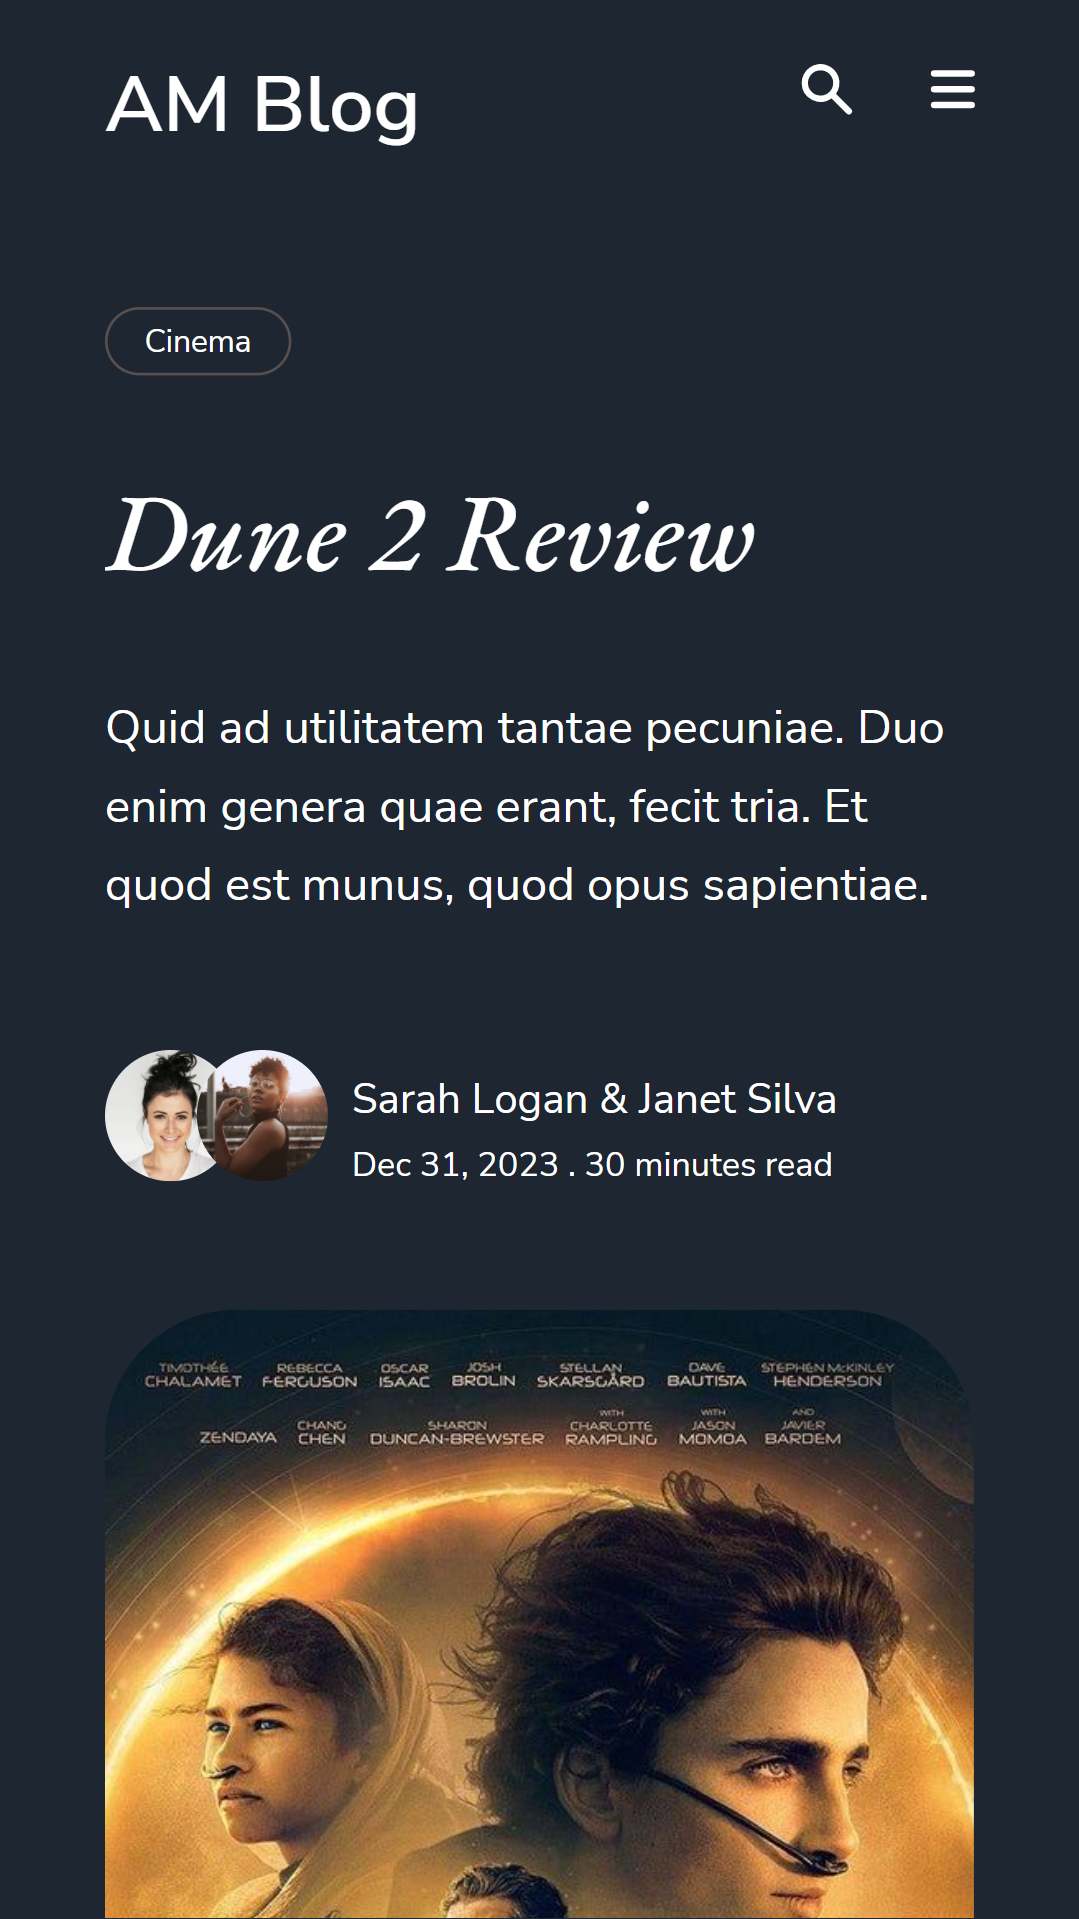 AM Blog
Cinema
Dune 2 Review
Quid ad utilitatem tantae pecuniae. Duo
enim genera quae erant, fecit tria. Et
quod est munus, quod opus sapientiae.
Sarah Logan & Janet Silva
Dec 31, 2023 . 30 minutes read
TIMOTHÉE CHALAMET REBECCA FERGUSON OSCAR ISAAC JOSH BROLIN STELLAN SKARSGÅRD DAVE BAUTISTA STEPHEN McKINLEY HENDERSON
ZENDAYA CHANG CHEN SHARON DUNCAN-BREWSTER WITH CHARLOTTE RAMPLING WITH JASON MOMOA AND JAVIER BARDEM